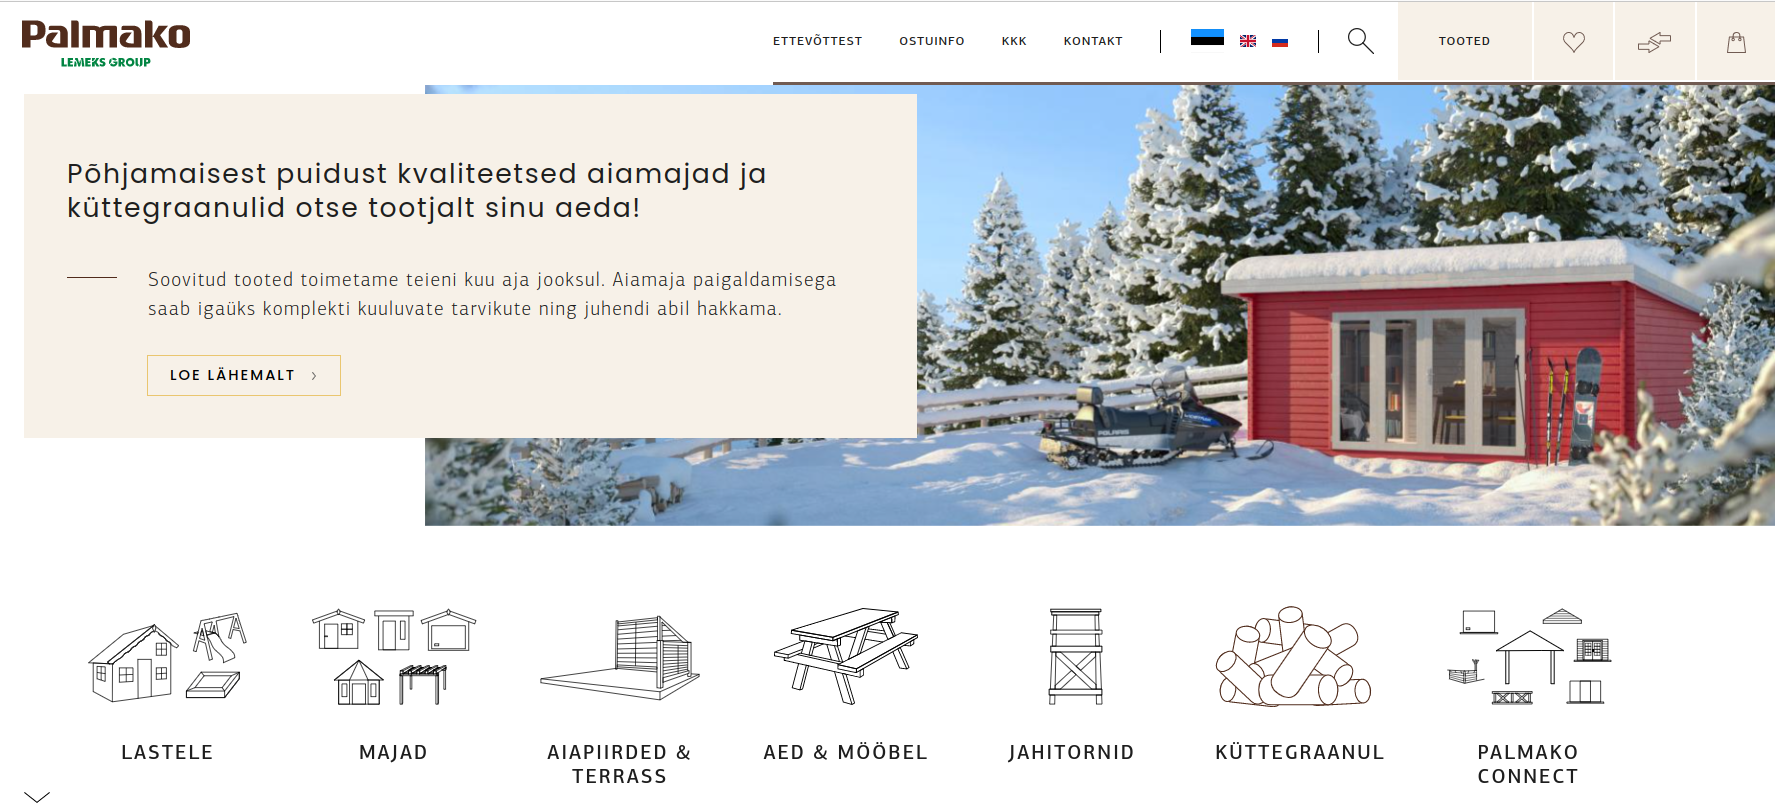 Palmako
LEMEKS GROUP
ETTEVÕTTEST
OSTUINFO
KKK
KONTAKT
TOOTED
Põhjamaisest puidust kvaliteetsed aiamajad ja
küttegraanulid otse tootjalt sinu aeda!
Soovitud tooted toimetame teieni kuu aja jooksul. Aiamaja paigaldamisega
saab igaüks komplekti kuuluvate tarvikute ning juhendi abil hakkama.
LOE LÄHEMALT
POLARIS
LASTELE
MAJAD
AIAPIIRDED &
TERRASS
AED & MÖÖBEL
JAHITORNID
KÜTTEGRAANUL
PALMAKO
CONNECT